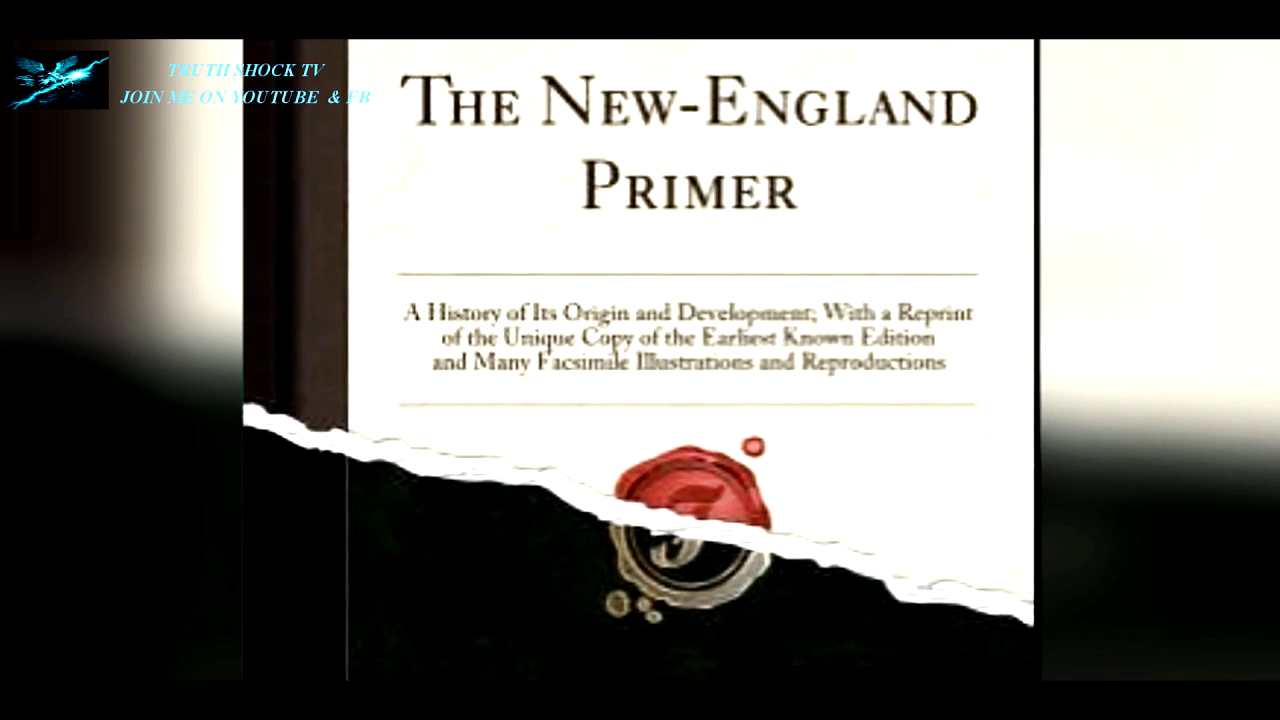 TRUTH SHOCK TV
JOIN ME ON YOUTUBE & FB
THE NEW-ENGLAND
PRIMER
A History of Its Origin and Development; With a Reprint
of the Unique Copy of the Earliest Known Edition
and Many Facsimile Illustrations and Reproductions